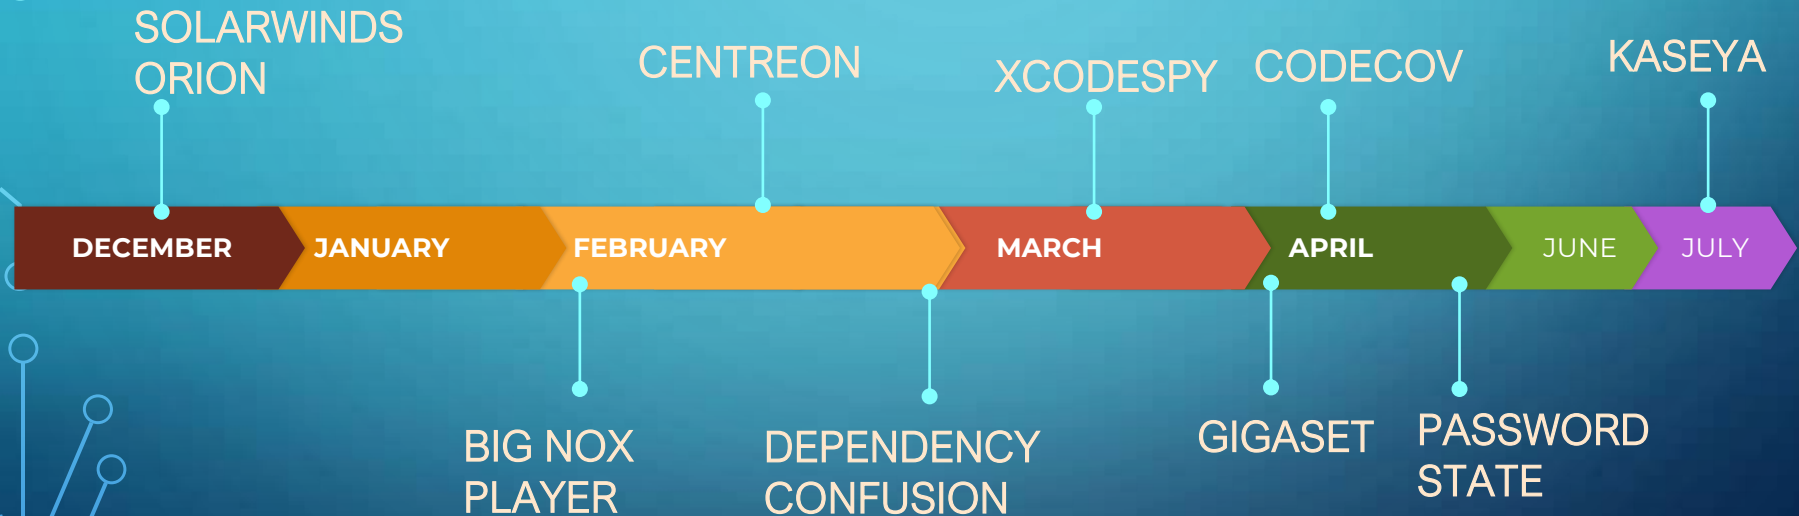 SOLARWINDS
ORION
CENTREON
XCODESPY
CODECOV
KASEYA
DECEMBER
JANUARY
FEBRUARY
MARCH
APRIL
JUNE
JULY
BIG NOX
PLAYER
DEPENDENCY
CONFUSION
GIGASET
PASSWORD
STATE